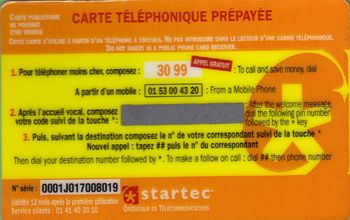 CARTE PUBLICITAIRE
NE POUVANT
ÊTRE VENDUE
CARTE TÉLÉPHONIQUE PRÉPAYÉE
CETTE CARTE S'UTILISE À PARTIR D'UN TÉLÉPHONE À TOUCHES. NE PAS INTRODUIRE DANS LE LECTEUR D'UNE CABINE TÉLÉPHONIQUE.
DO NOT INSERT IN A PUBLIC PHONE CARD RECEIVER.
APPEL GRATUIT
1. Pour téléphoner moins cher, composez : 30 99 : To call and save money, dial
A partir d'un mobile : 01 53 00 43 20 : From a Mobile Phone
2. Après l'accueil vocal, composez votre code suivi de la touche * : : After the welcome message, dial the following pin number followed by the * key
3. Puis, suivant la destination composez le n° de votre correspondant suivi de la touche *
Nouvel appel : tapez ## puis le n° du correspondant
Then dial your destination number followed by *. To make a follow on call : dial ## then phone number
N° série : 0001J017008019
Validité 12 mois après la première utilisation
Service clients : 01 41 40 30 10
startec
OPÉRATEUR DE TÉLÉCOMMUNICATIONS